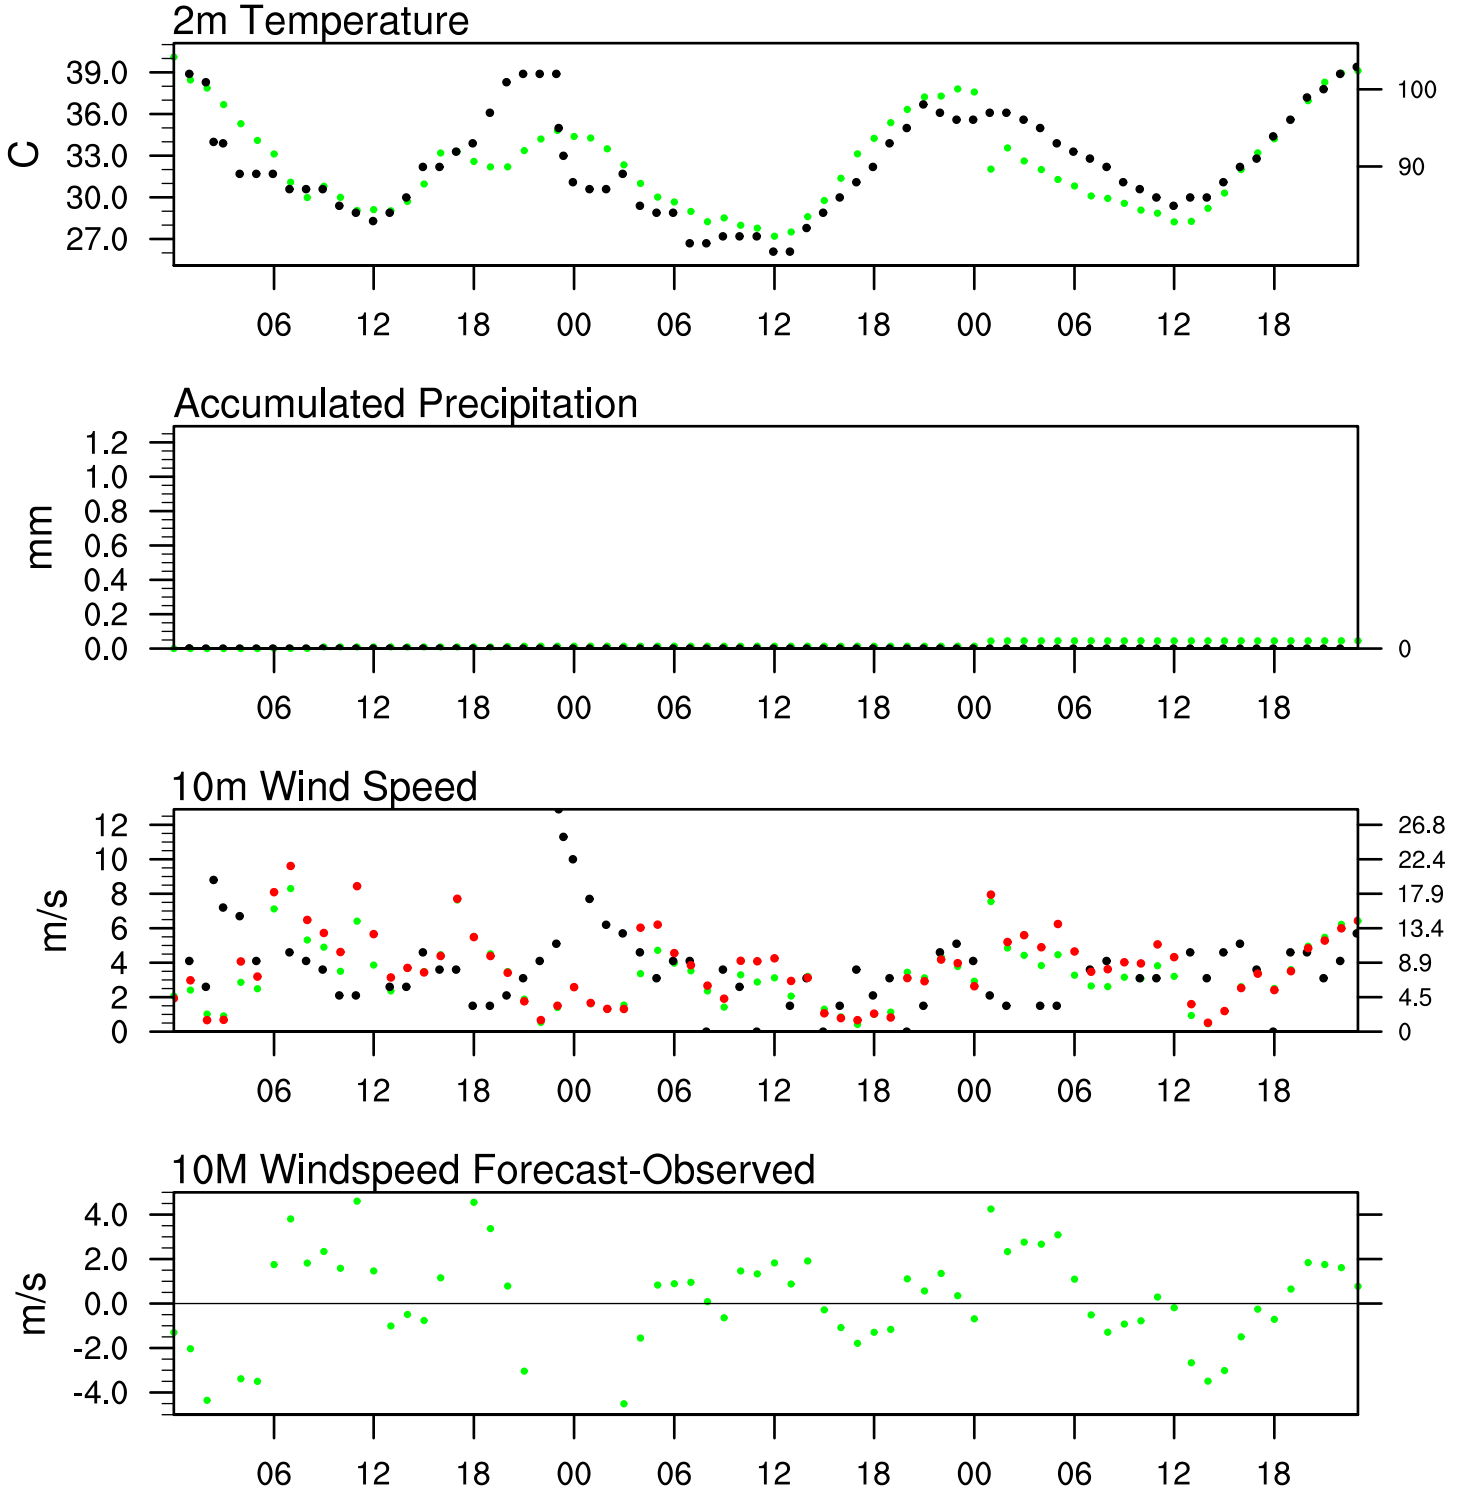 2m Temperature
39.0
36.0
33.0
30.0
27.0
C
100
90
06 12 18 00 06 12 18 00 06 12 18
Accumulated Precipitation
1.2
1.0
0.8
0.6
0.4
0.2
0.0
mm
0
06 12 18 00 06 12 18 00 06 12 18
10m Wind Speed
12
10
8
6
4
2
0
m/s
26.8
22.4
17.9
13.4
8.9
4.5
0
06 12 18 00 06 12 18 00 06 12 18
10M Windspeed Forecast-Observed
4.0
2.0
0.0
-2.0
-4.0
m/s
06 12 18 00 06 12 18 00 06 12 18